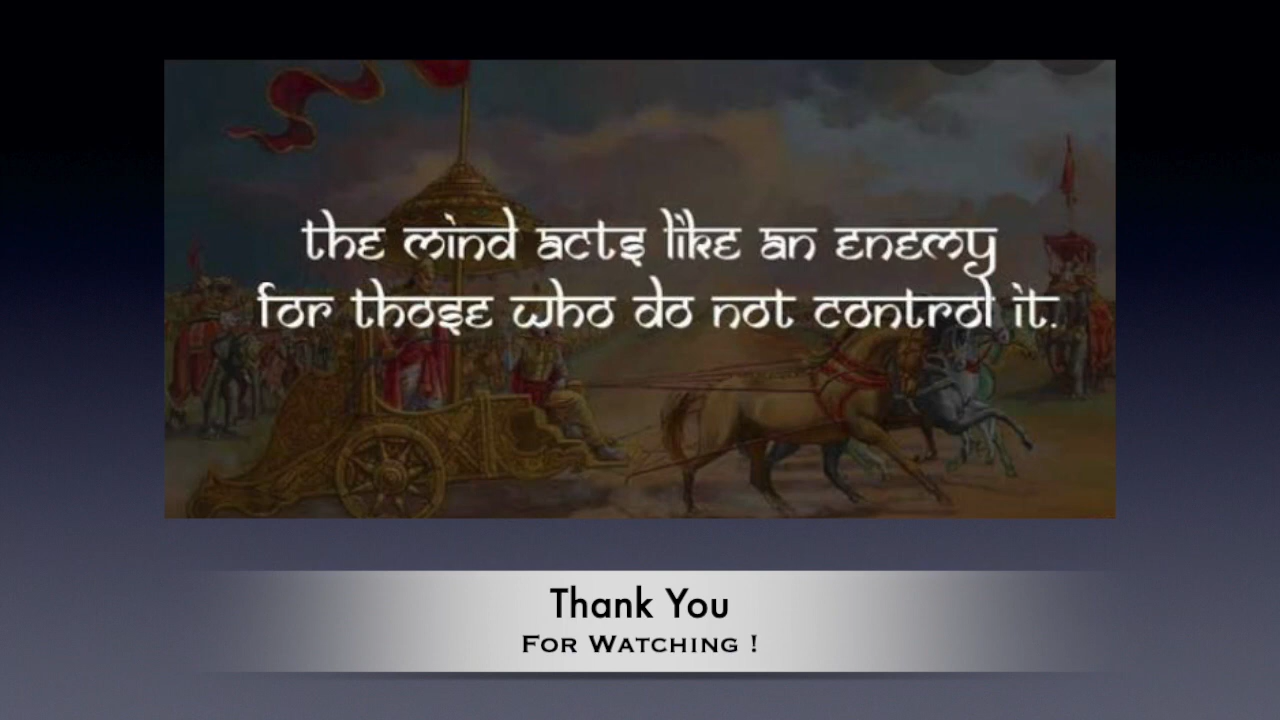 the mind acts like an enemy
for those who do not control it.
Thank You
For Watching !